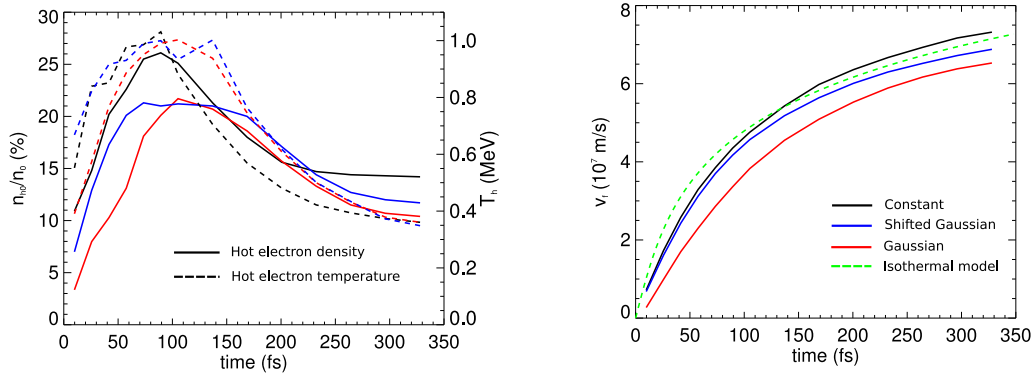 30
25
20
15
10
5
0
n_h0/n_0 (%)
1.0
0.8
0.6
0.4
0.2
0.0
T_h (MeV)
Hot electron density
Hot electron temperature
0 50 100 150 200 250 300 350
time (fs)
8
6
4
2
0
v_f (10^7 m/s)
Constant
Shifted Gaussian
Gaussian
Isothermal model
0 50 100 150 200 250 300 350
time (fs)